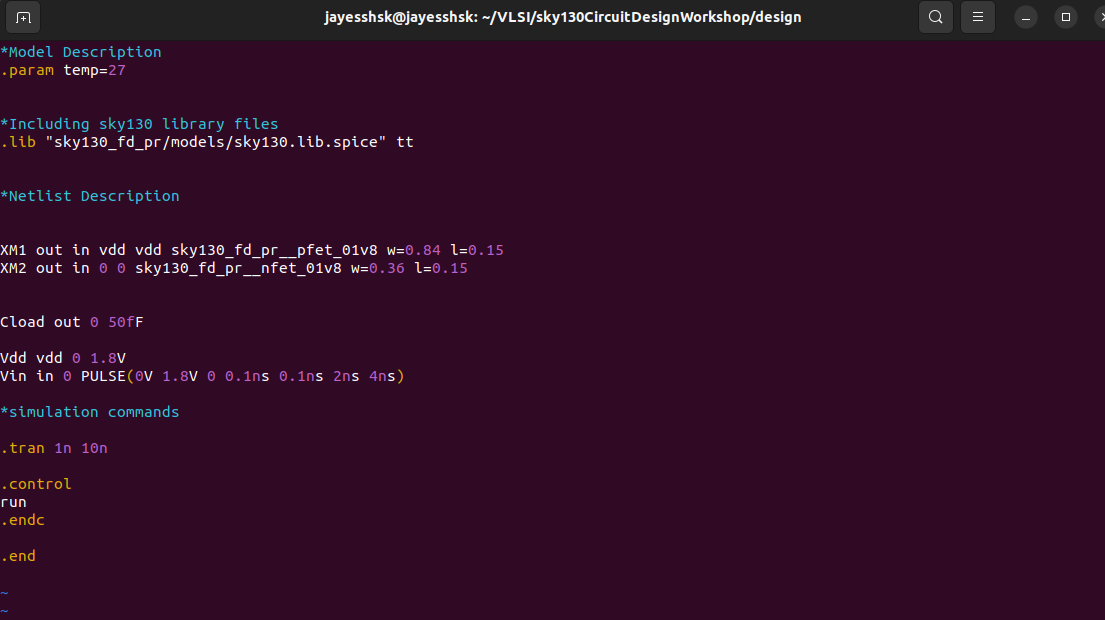 jayesshsk@jayesshsk: ~/VLSI/sky130CircuitDesignWorkshop/design
*Model Description
.param temp=27
*Including sky130 library files
.lib "sky130_fd_pr/models/sky130.lib.spice" tt
*Netlist Description
XM1 out in vdd vdd sky130_fd_pr__pfet_01v8 w=0.84 l=0.15
XM2 out in 0 0 sky130_fd_pr__nfet_01v8 w=0.36 l=0.15
Cload out 0 50fF
Vdd vdd 0 1.8V
Vin in 0 PULSE(0V 1.8V 0 0.1ns 0.1ns 2ns 4ns)
*simulation commands
.tran 1n 10n
.control
run
.endc
.end
~
~